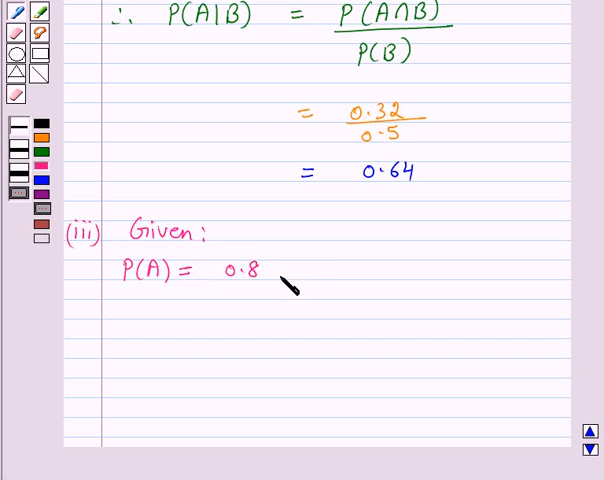 ∴ P(A|B) = P(A∩B)
P(B)
= 0.32
0.5
= 0.64
(iii) Given:
P(A) = 0.8